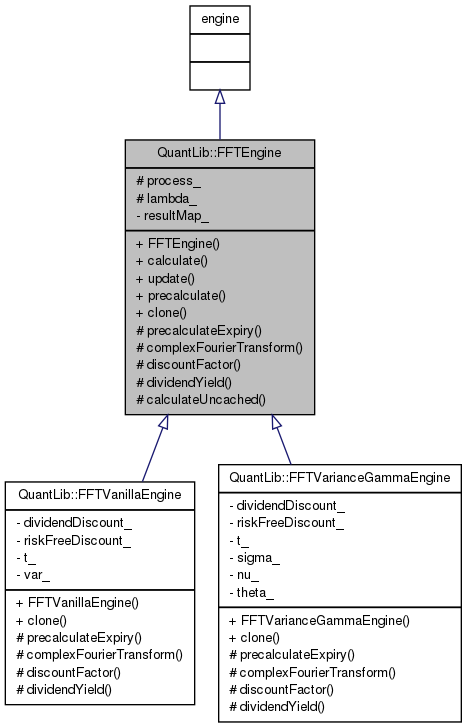 engine
QuantLib::FFTEngine
# process_
# lambda_
- resultMap_
+ FFTEngine()
+ calculate()
+ update()
+ precalculate()
+ clone()
# precalculateExpiry()
# complexFourierTransform()
# discountFactor()
# dividendYield()
# calculateUncached()
QuantLib::FFTVanillaEngine
- dividendDiscount_
- riskFreeDiscount_
- t_
- var_
+ FFTVanillaEngine()
+ clone()
# precalculateExpiry()
# complexFourierTransform()
# discountFactor()
# dividendYield()
QuantLib::FFTVarianceGammaEngine
- dividendDiscount_
- riskFreeDiscount_
- t_
- sigma_
- nu_
- theta_
+ FFTVarianceGammaEngine()
+ clone()
# precalculateExpiry()
# complexFourierTransform()
# discountFactor()
# dividendYield()